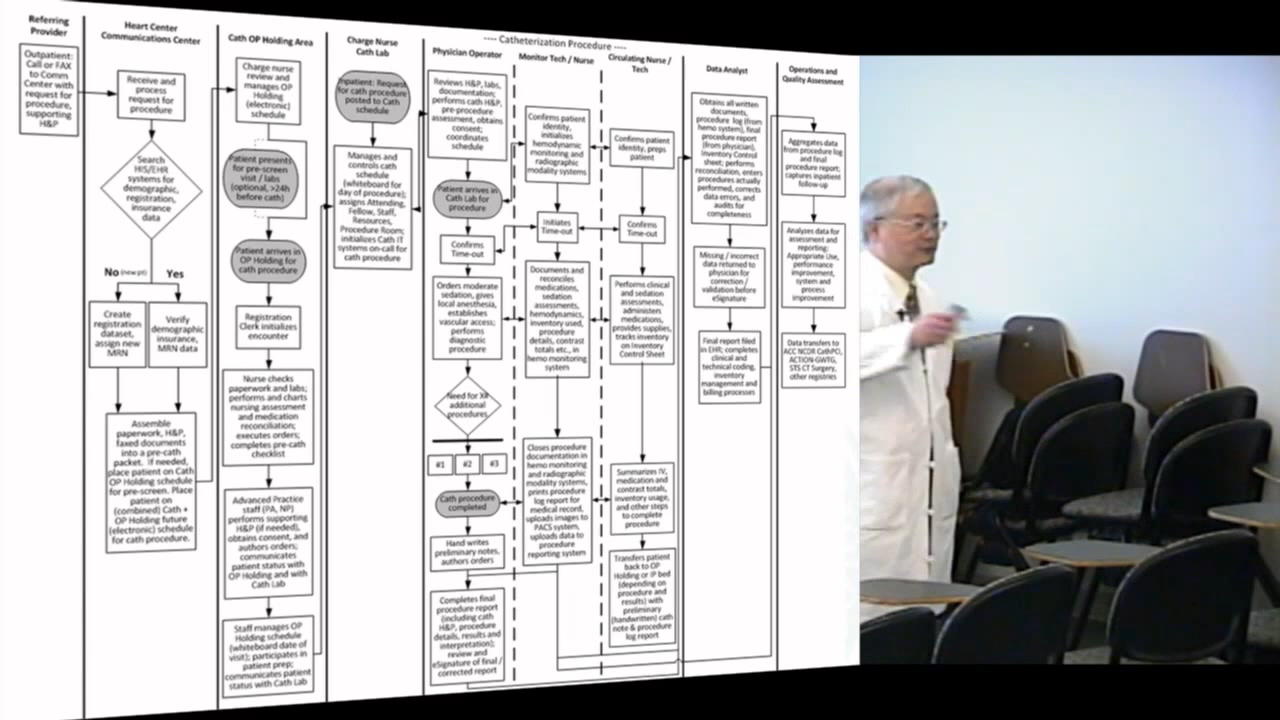 Referring
Provider
Outpatient:
Call or FAX
to Comm
Center with
request for
procedure,
supporting
H&P
Heart Center
Communications Center
Receive and
process
request for
procedure
Search
HIS/EHR
systems for
demographic,
registration,
insurance
data
No (new pt)
Yes
Create
registration
dataset,
assign new
MRN
Verify
demographic
insurance,
MRN data
Assemble
paperwork, H&P,
faxed documents
into a pre-cath
packet. If needed,
place patient on Cath
OP Holding schedule
for pre-screen. Place
patient on
(combined) Cath +
OP Holding future
(electronic) schedule
for cath procedure.
Cath OP Holding Area
Charge nurse
review and
manages OP
Holding
(electronic)
schedule
Patient presents
for pre-screen
visit / labs
(optional, >24h
before cath)
Patient arrives in
OP Holding for
cath procedure
Registration
Clerk initializes
encounter
Nurse checks
paperwork and labs;
performs and charts
nursing assessment
and medication
reconciliation;
executes orders;
completes pre-cath
checklist
Advanced Practice
staff (PA, NP)
performs supporting
H&P (if needed),
obtains consent, and
authors orders;
communicates
patient status with
OP Holding and with
Cath Lab
Staff manages OP
Holding schedule
(whiteboard date of
visit); participates in
patient prep;
communicates patient
status with Cath Lab
Charge Nurse
Cath Lab
Inpatient: Request
for cath procedure
posted to Cath
schedule
Manages and
controls cath
schedule
(whiteboard for
day of procedure);
assigns Attending,
Fellow, Staff,
Resources,
Procedure Room;
initializes Cath IT
systems on-call for
cath procedure
---- Catheterization Procedure ----
Physician Operator
Reviews H&P, labs,
documentation;
performs cath H&P,
pre-procedure
assessment, obtains
consent;
coordinates
schedule
Patient arrives in
Cath Lab for
procedure
Confirms
Time-out
Orders moderate
sedation, gives
local anesthesia,
establishes
vascular access;
performs
diagnostic
procedure
Need for XR
additional
procedures
#1
#2
#3
Cath procedure
completed
Hand writes
preliminary notes,
authors orders
Completes final
procedure report
(including cath
H&P, procedure
details, results and
interpretation);
review and
eSignature of final /
corrected report
Monitor Tech / Nurse
Confirms patient
identity,
initializes
hemodynamic
monitoring and
radiographic
modality systems
Initiates
Time-out
Documents and
reconciles
medications,
sedation
assessments,
hemodynamics,
inventory used,
procedure
details, contrast
totals etc., in
hemo monitoring
system
Closes procedure
documentation in
hemo monitoring
and radiographic
modality systems,
prints procedure
log report for
medical record,
uploads images to
PACS system,
uploads data to
procedure
reporting system
Circulating Nurse /
Tech
Confirms patient
identity, preps
patient
Confirms
Time-out
Performs clinical
and sedation
assessments,
administers
medications,
provides supplies,
tracks inventory
on Inventory
Control Sheet
Summarizes IV,
medication and
contrast totals,
inventory usage,
and other steps
to complete
procedure
Transfers patient
back to OP
Holding or IP bed
(depending on
procedure and
results) with
preliminary
(handwritten) cath
note & procedure
log report
Data Analyst
Obtains all written
documents,
procedure log (from
hemo system), final
procedure report
(from physician),
Inventory Control
sheet; performs
reconciliation, enters
procedures actually
performed, corrects
data errors, and
audits for
completeness
Missing / incorrect
data returned to
physician for
correction /
validation before
eSignature
Final report filed
in EHR; completes
clinical and
technical coding,
inventory
management and
billing processes
Operations and
Quality Assessment
Aggregates data
from procedure log
and final
procedure report;
captures inpatient
follow-up
Analyzes data for
assessment and
reporting:
Appropriate Use,
performance
improvement,
system and
process
improvement
Data transfers to
ACC NCDR CathPCI,
ACTION-GWTG,
STS CT Surgery,
other registries